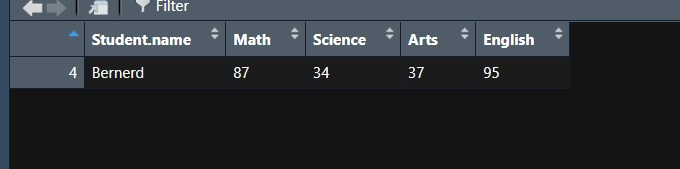 Filter
Student.name Math Science Arts English
4 Bernerd 87 34 37 95